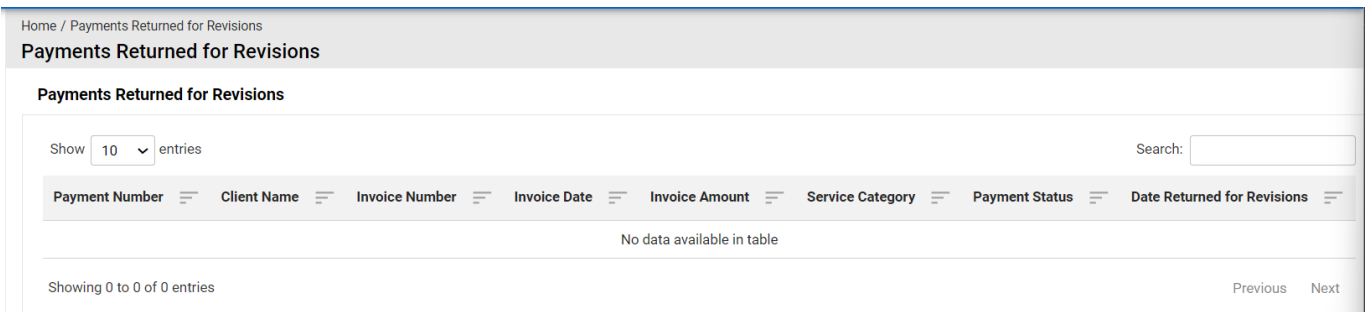 Home / Payments Returned for Revisions
Payments Returned for Revisions
Payments Returned for Revisions
Show 10 entries Search:
Payment Number Client Name Invoice Number Invoice Date Invoice Amount Service Category Payment Status Date Returned for Revisions
No data available in table
Showing 0 to 0 of 0 entries Previous Next